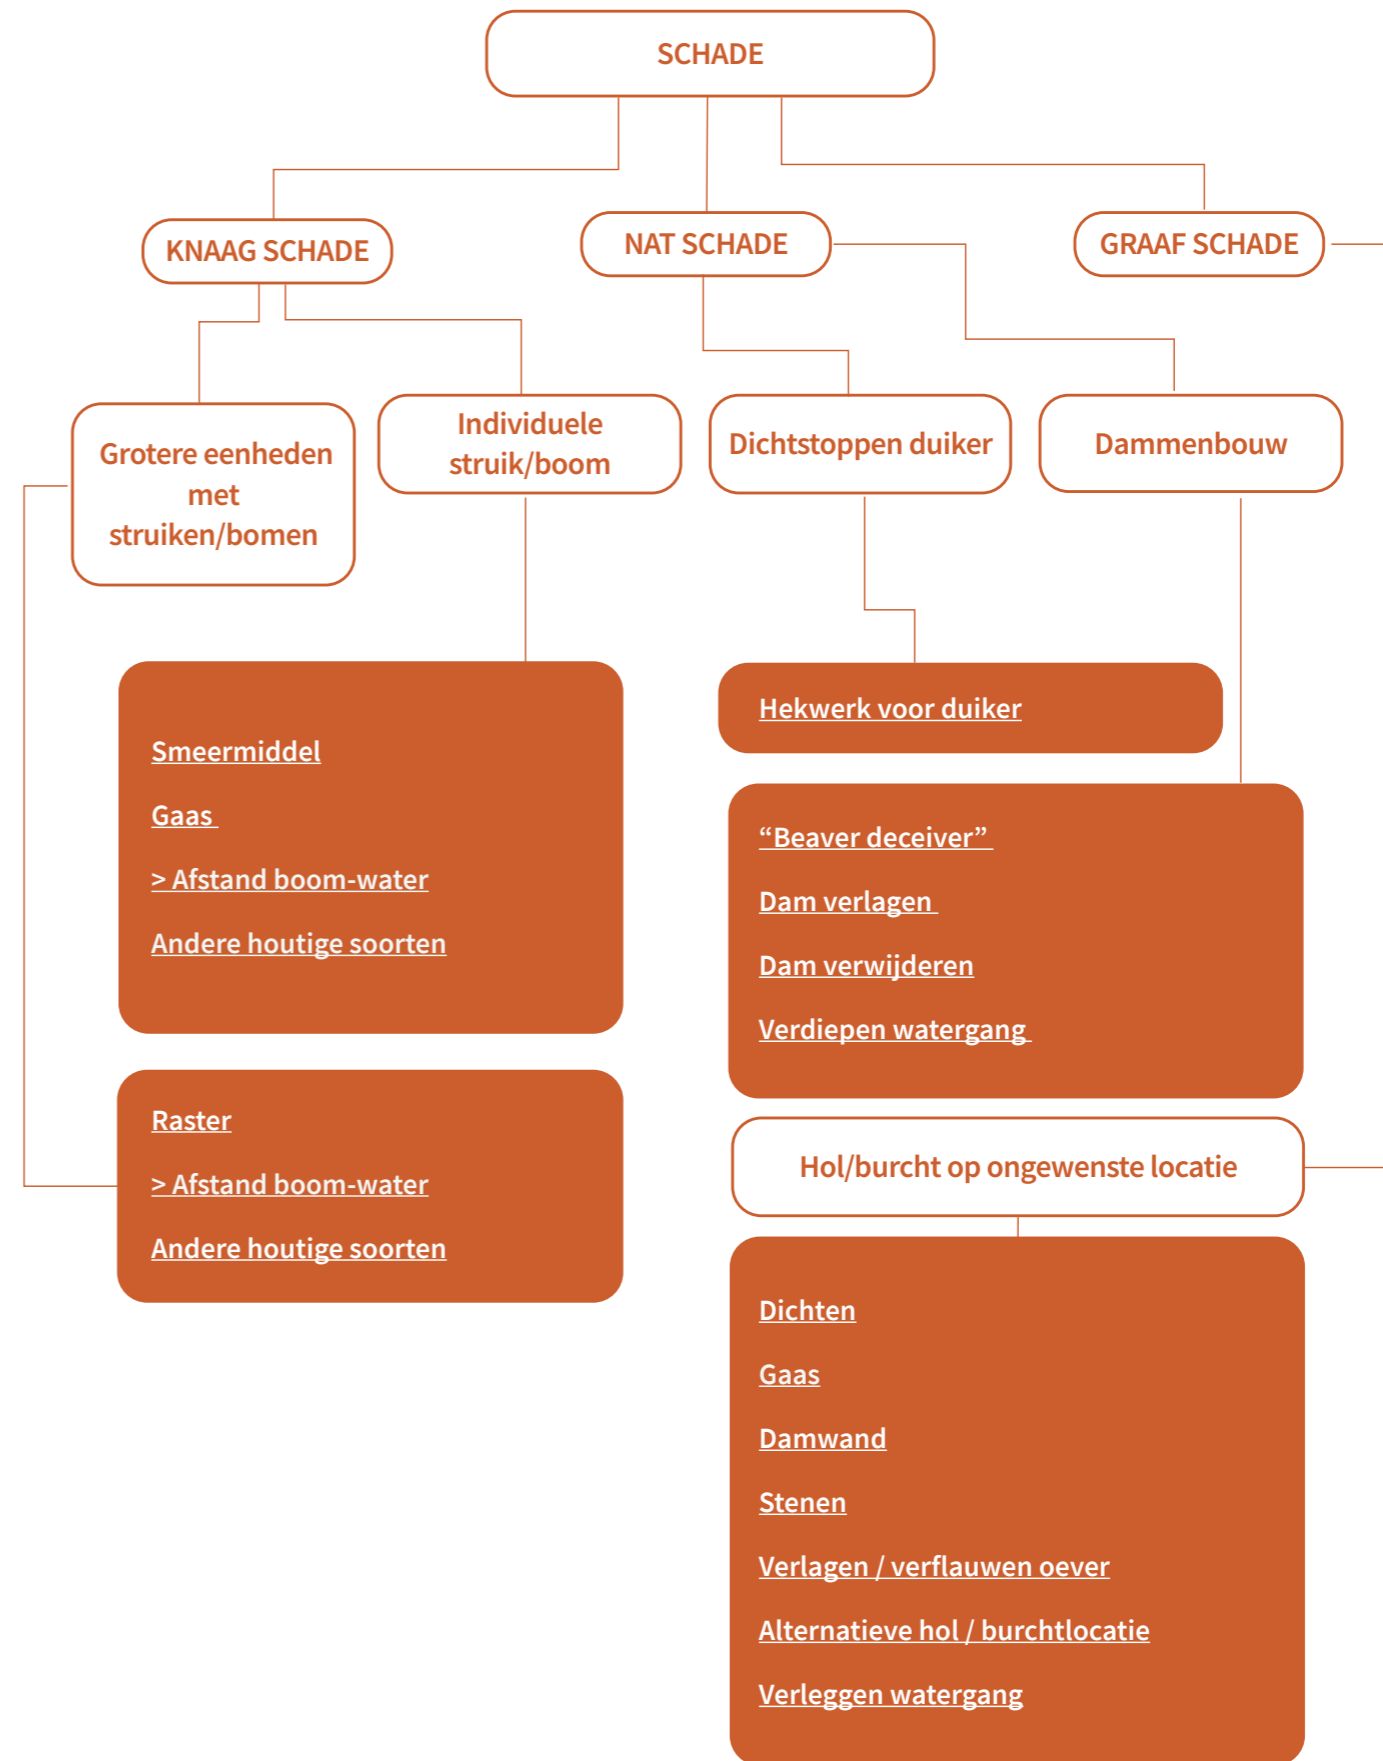 SCHADE
KNAAG SCHADE
NAT SCHADE
GRAAF SCHADE
Grotere eenheden
met
struiken/bomen
Individuele
struik/boom
Dichtstoppen duiker
Dammenbouw
Smeermiddel
Gaas
> Afstand boom-water
Andere houtige soorten
Raster
> Afstand boom-water
Andere houtige soorten
Hekwerk voor duiker
“Beaver deceiver”
Dam verlagen
Dam verwijderen
Verdiepen watergang
Hol/burcht op ongewenste locatie
Dichten
Gaas
Damwand
Stenen
Verlagen / verflauwen oever
Alternatieve hol / burchtlocatie
Verleggen watergang